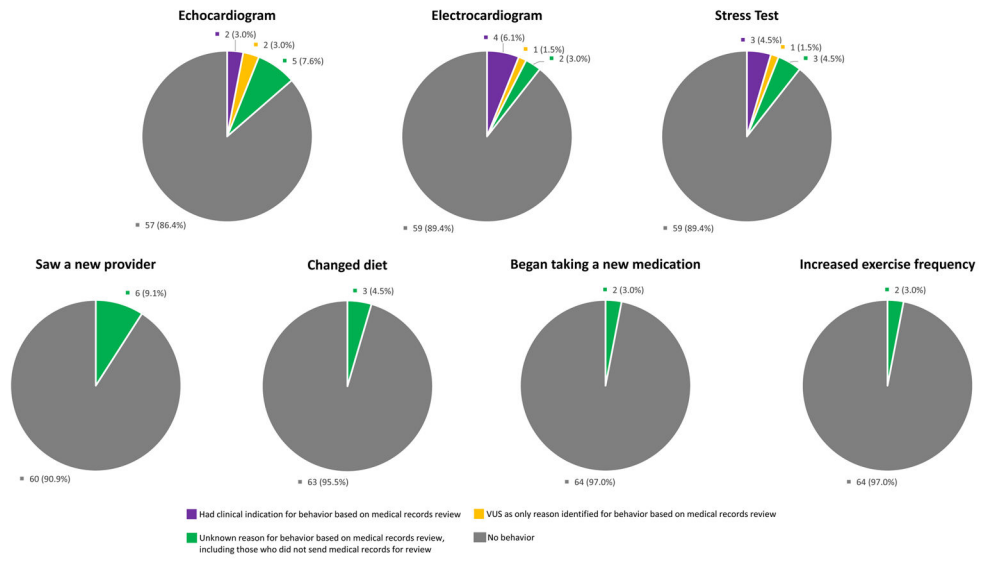 Echocardiogram
2 (3.0%)
2 (3.0%)
5 (7.6%)
57 (86.4%)
Electrocardiogram
4 (6.1%)
1 (1.5%)
2 (3.0%)
59 (89.4%)
Stress Test
3 (4.5%)
1 (1.5%)
3 (4.5%)
59 (89.4%)
Saw a new provider
6 (9.1%)
60 (90.9%)
Changed diet
3 (4.5%)
63 (95.5%)
Began taking a new medication
2 (3.0%)
64 (97.0%)
Increased exercise frequency
2 (3.0%)
64 (97.0%)
Had clinical indication for behavior based on medical records review
VUS as only reason identified for behavior based on medical records review
Unknown reason for behavior based on medical records review,
including those who did not send medical records for review
No behavior